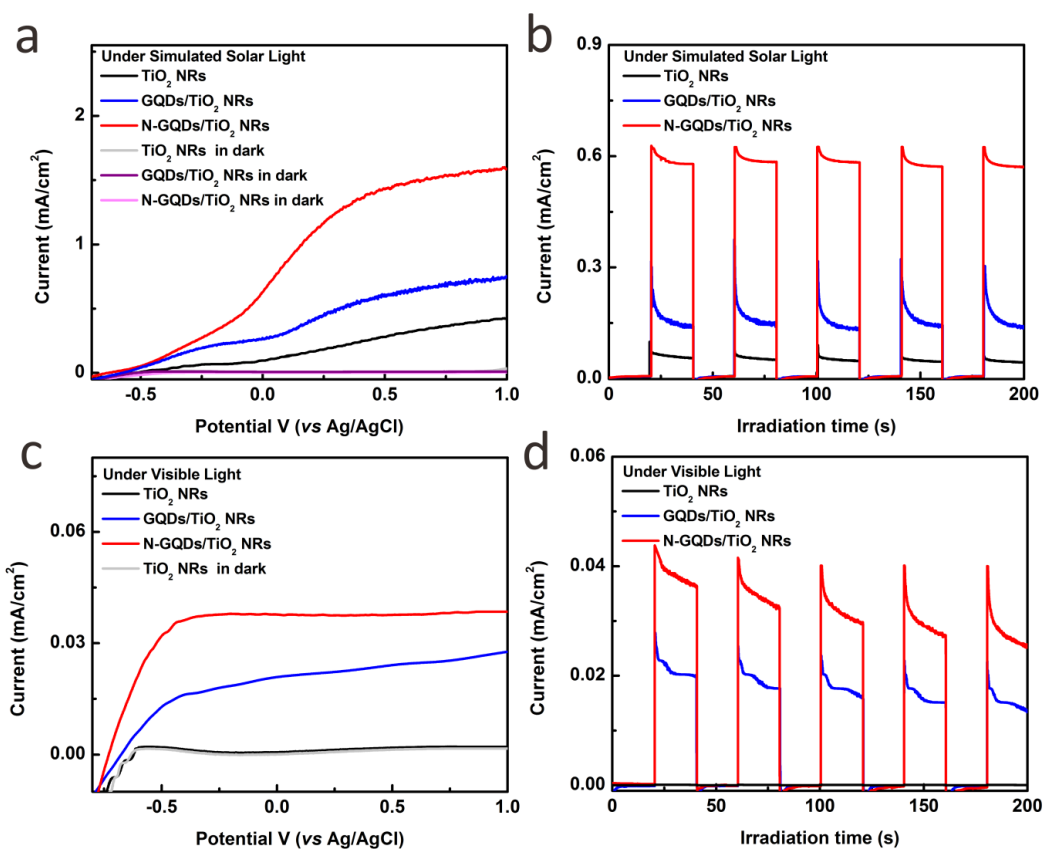 a
Under Simulated Solar Light
TiO2 NRs
GQDs/TiO2 NRs
N-GQDs/TiO2 NRs
TiO2 NRs in dark
GQDs/TiO2 NRs in dark
N-GQDs/TiO2 NRs in dark
2
1
0
-0.5
0.0
0.5
1.0
Current (mA/cm2)
Potential V (vs Ag/AgCl)
b
Under Simulated Solar Light
TiO2 NRs
GQDs/TiO2 NRs
N-GQDs/TiO2 NRs
0.9
0.6
0.3
0.0
0
50
100
150
200
Current (mA/cm2)
Irradiation time (s)
c
Under Visible Light
TiO2 NRs
GQDs/TiO2 NRs
N-GQDs/TiO2 NRs
TiO2 NRs in dark
0.06
0.03
0.00
-0.5
0.0
0.5
1.0
Current (mA/cm2)
Potential V (vs Ag/AgCl)
d
Under Visible Light
TiO2 NRs
GQDs/TiO2 NRs
N-GQDs/TiO2 NRs
0.06
0.04
0.02
0.00
0
50
100
150
200
Current (mA/cm2)
Irradiation time (s)